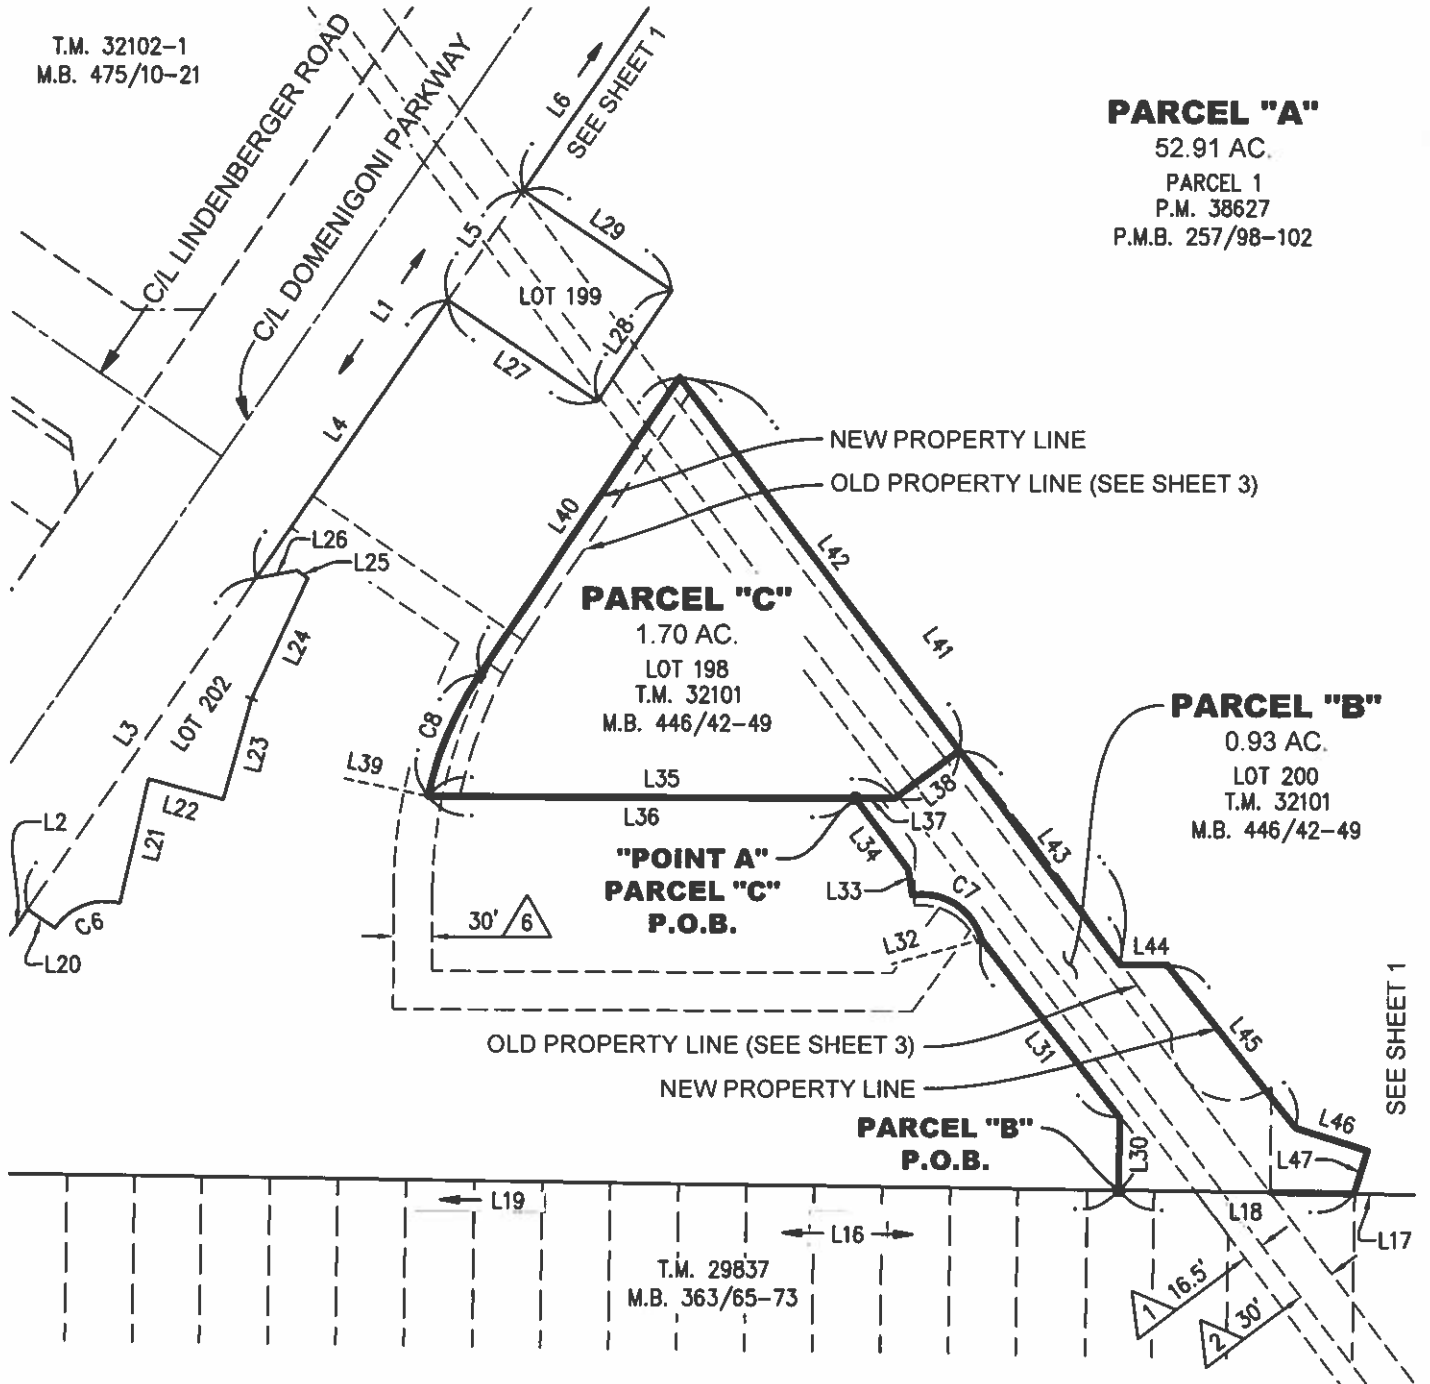 T.M. 32102-1
M.B. 475/10-21
C/L LINDENBERGER ROAD
C/L DOMENIGONI PARKWAY
L6
SEE SHEET 1
PARCEL "A"
52.91 AC.
PARCEL 1
P.M. 38627
P.M.B. 257/98-102
L5
L29
L1
LOT 199
L28
L27
L4
NEW PROPERTY LINE
OLD PROPERTY LINE (SEE SHEET 3)
L40
L42
L26
L25
PARCEL "C"
1.70 AC.
LOT 198
T.M. 32101
M.B. 446/42-49
L24
L41
L3
LOT 202
C8
L23
PARCEL "B"
0.93 AC.
LOT 200
T.M. 32101
M.B. 446/42-49
L39
L35
L38
L22
L36
L37
L2
L21
L34
L43
"POINT A"
PARCEL "C"
P.O.B.
L33
C7
C6
30'
6
L32
L44
L20
SEE SHEET 1
OLD PROPERTY LINE (SEE SHEET 3)
L31
L45
NEW PROPERTY LINE
PARCEL "B"
P.O.B.
L30
L46
L47
L19
L16
L18
L17
T.M. 29837
M.B. 363/65-73
1
16.5'
2
30'